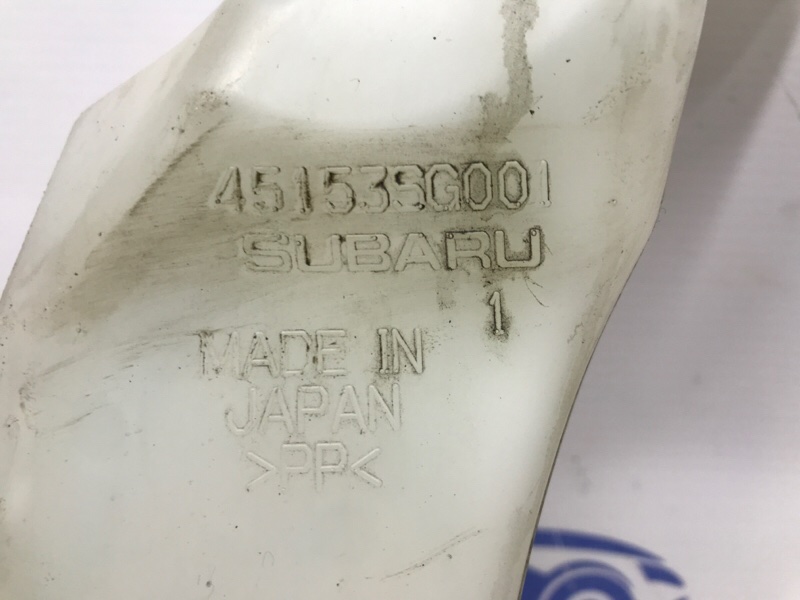 45153SG001
SUBARU
1
MADE IN
JAPAN
>PP<